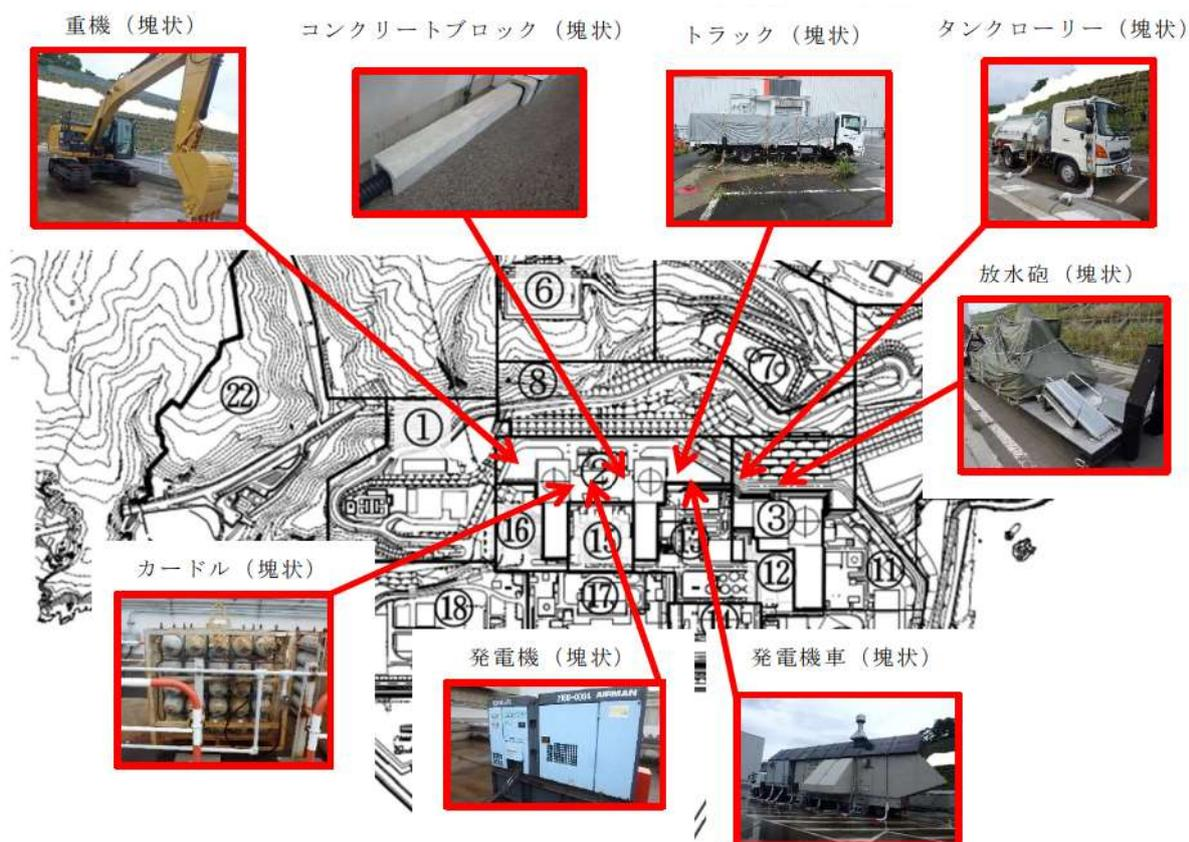 重機（塊状）
コンクリートブロック（塊状）
トラック（塊状）
タンクローリー（塊状）
放水砲（塊状）
⑥
⑦
⑧
㉒
①
②
③
⑯
⑮
⑬
⑫
⑪
⑱
⑰
⑭
カードル（塊状）
発電機（塊状）
発電機車（塊状）
AIRMAN